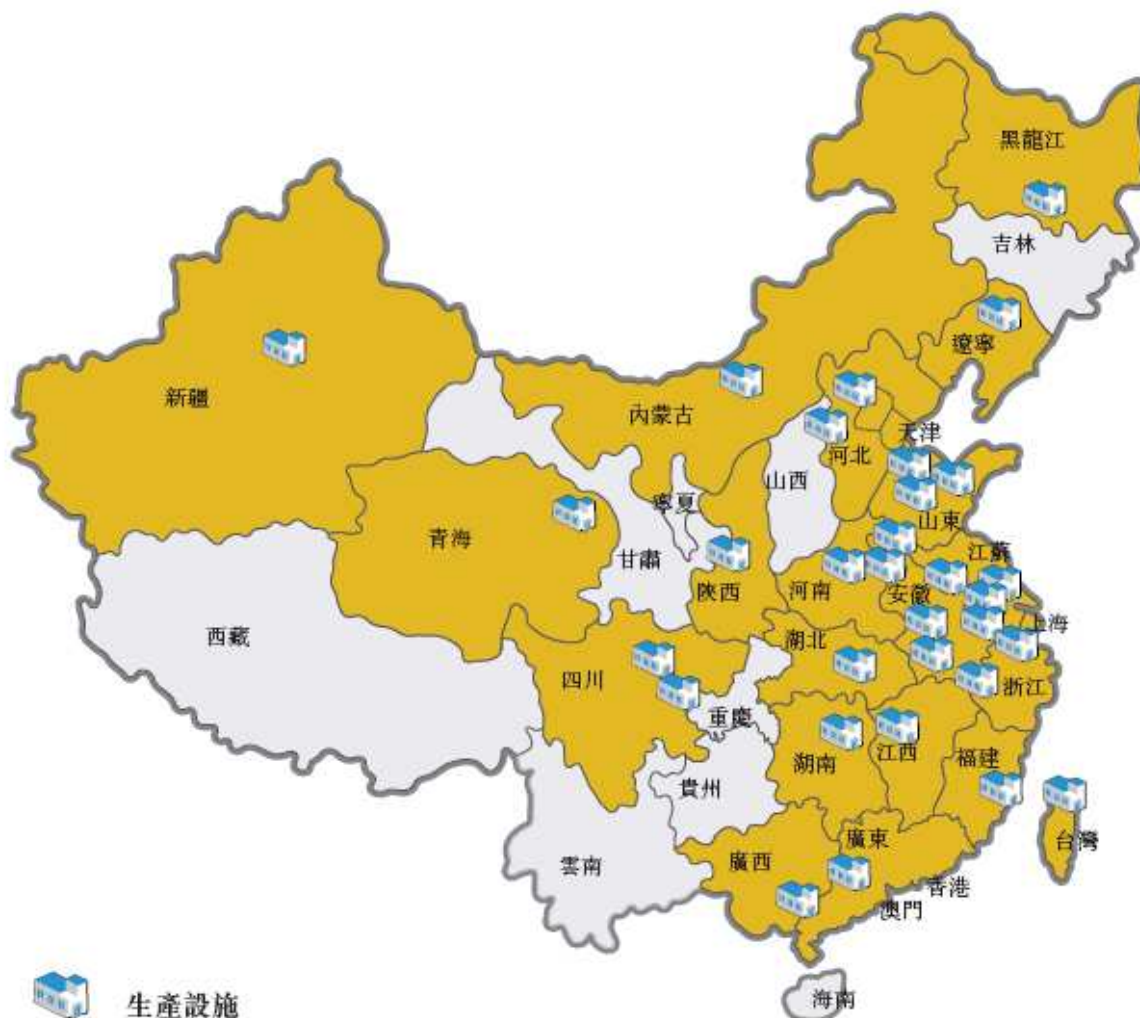 黑龍江
吉林
遼寧
新疆
內蒙古
天津
河北
山西
寧夏
山東
青海
甘肅
江蘇
陝西
河南
安徽
上海
西藏
湖北
四川
浙江
重慶
湖南
江西
福建
貴州
廣東
台灣
雲南
廣西
香港
澳門
海南
生產設施